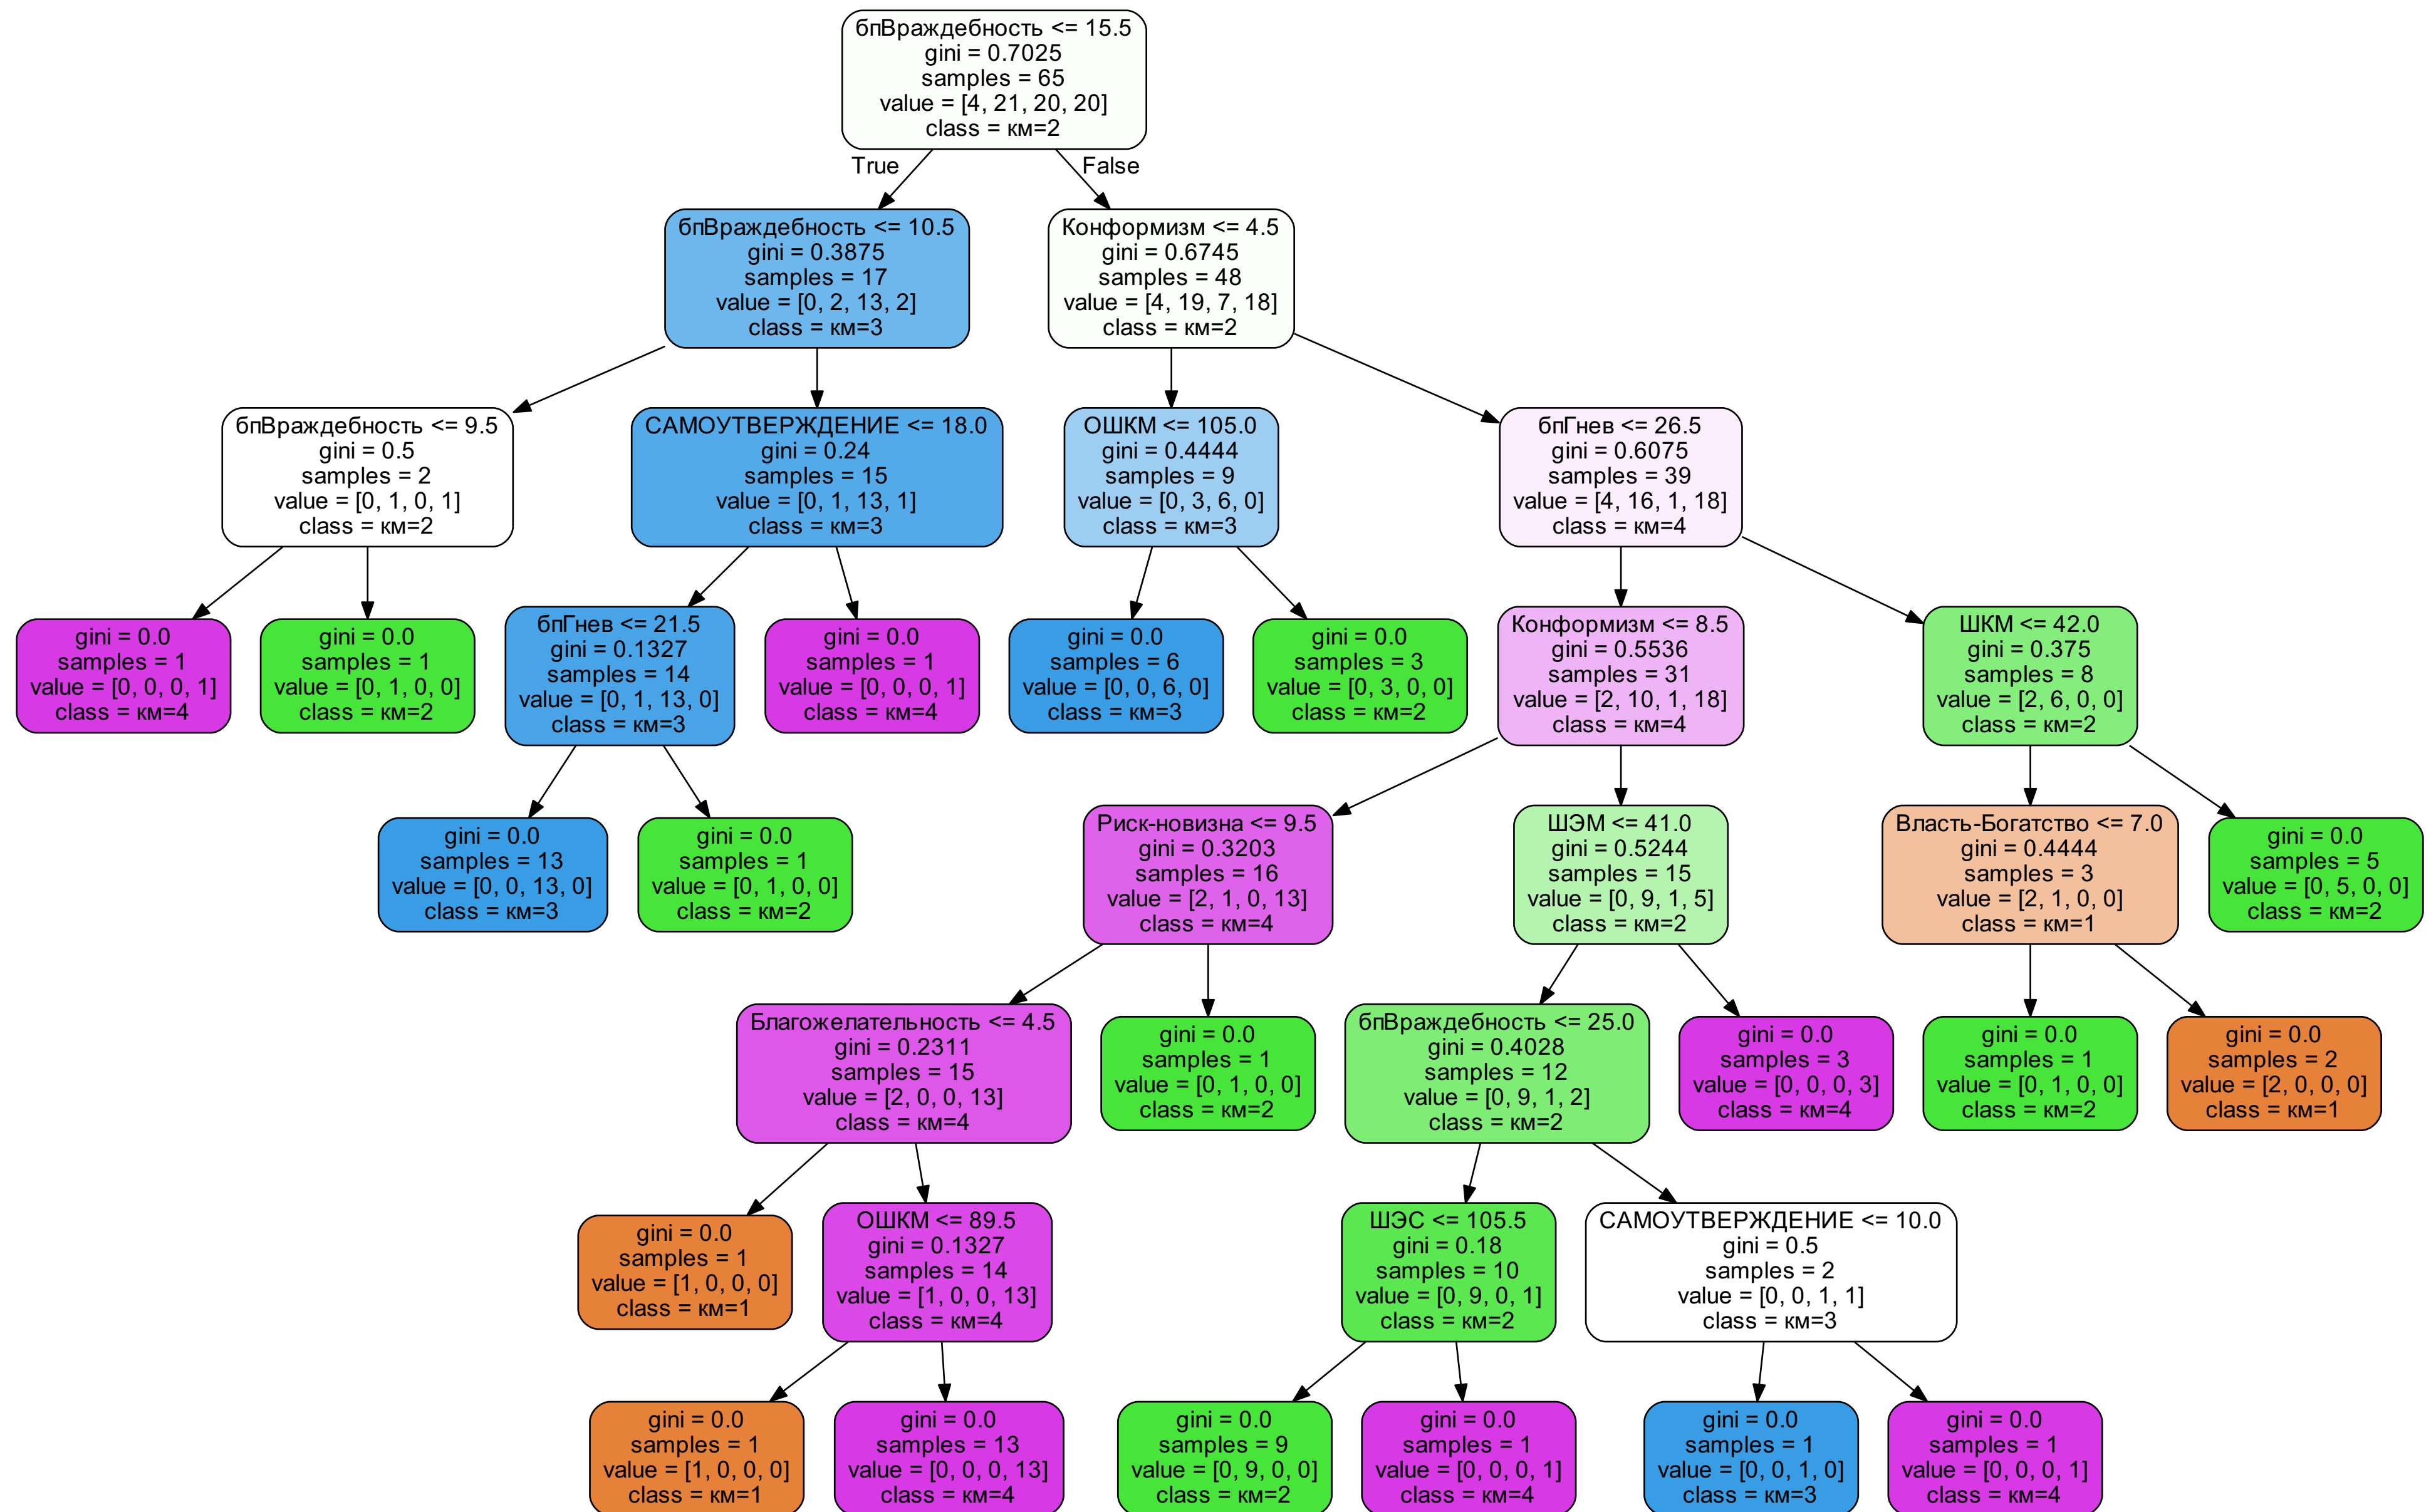 бпВраждебность <= 15.5
gini = 0.7025
samples = 65
value = [4, 21, 20, 20]
class = км=2
True
False
бпВраждебность <= 10.5
gini = 0.3875
samples = 17
value = [0, 2, 13, 2]
class = км=3
Конформизм <= 4.5
gini = 0.6745
samples = 48
value = [4, 19, 7, 18]
class = км=2
бпВраждебность <= 9.5
gini = 0.5
samples = 2
value = [0, 1, 0, 1]
class = км=2
САМОУТВЕРЖДЕНИЕ <= 18.0
gini = 0.24
samples = 15
value = [0, 1, 13, 1]
class = км=3
ОШКМ <= 105.0
gini = 0.4444
samples = 9
value = [0, 3, 6, 0]
class = км=3
бпГнев <= 26.5
gini = 0.6075
samples = 39
value = [4, 16, 1, 18]
class = км=4
gini = 0.0
samples = 1
value = [0, 0, 0, 1]
class = км=4
gini = 0.0
samples = 1
value = [0, 1, 0, 0]
class = км=2
бпГнев <= 21.5
gini = 0.1327
samples = 14
value = [0, 1, 13, 0]
class = км=3
gini = 0.0
samples = 1
value = [0, 0, 0, 1]
class = км=4
gini = 0.0
samples = 6
value = [0, 0, 6, 0]
class = км=3
gini = 0.0
samples = 3
value = [0, 3, 0, 0]
class = км=2
Конформизм <= 8.5
gini = 0.5536
samples = 31
value = [2, 10, 1, 18]
class = км=4
ШКМ <= 42.0
gini = 0.375
samples = 8
value = [2, 6, 0, 0]
class = км=2
gini = 0.0
samples = 13
value = [0, 0, 13, 0]
class = км=3
gini = 0.0
samples = 1
value = [0, 1, 0, 0]
class = км=2
Риск-новизна <= 9.5
gini = 0.3203
samples = 16
value = [2, 1, 0, 13]
class = км=4
ШЭМ <= 41.0
gini = 0.5244
samples = 15
value = [0, 9, 1, 5]
class = км=2
Власть-Богатство <= 7.0
gini = 0.4444
samples = 3
value = [2, 1, 0, 0]
class = км=1
gini = 0.0
samples = 5
value = [0, 5, 0, 0]
class = км=2
Благожелательность <= 4.5
gini = 0.2311
samples = 15
value = [2, 0, 0, 13]
class = км=4
gini = 0.0
samples = 1
value = [0, 1, 0, 0]
class = км=2
бпВраждебность <= 25.0
gini = 0.4028
samples = 12
value = [0, 9, 1, 2]
class = км=2
gini = 0.0
samples = 3
value = [0, 0, 0, 3]
class = км=4
gini = 0.0
samples = 1
value = [0, 1, 0, 0]
class = км=2
gini = 0.0
samples = 2
value = [2, 0, 0, 0]
class = км=1
gini = 0.0
samples = 1
value = [1, 0, 0, 0]
class = км=1
ОШКМ <= 89.5
gini = 0.1327
samples = 14
value = [1, 0, 0, 13]
class = км=4
ШЭС <= 105.5
gini = 0.18
samples = 10
value = [0, 9, 0, 1]
class = км=2
САМОУТВЕРЖДЕНИЕ <= 10.0
gini = 0.5
samples = 2
value = [0, 0, 1, 1]
class = км=3
gini = 0.0
samples = 1
value = [1, 0, 0, 0]
class = км=1
gini = 0.0
samples = 13
value = [0, 0, 0, 13]
class = км=4
gini = 0.0
samples = 9
value = [0, 9, 0, 0]
class = км=2
gini = 0.0
samples = 1
value = [0, 0, 0, 1]
class = км=4
gini = 0.0
samples = 1
value = [0, 0, 1, 0]
class = км=3
gini = 0.0
samples = 1
value = [0, 0, 0, 1]
class = км=4